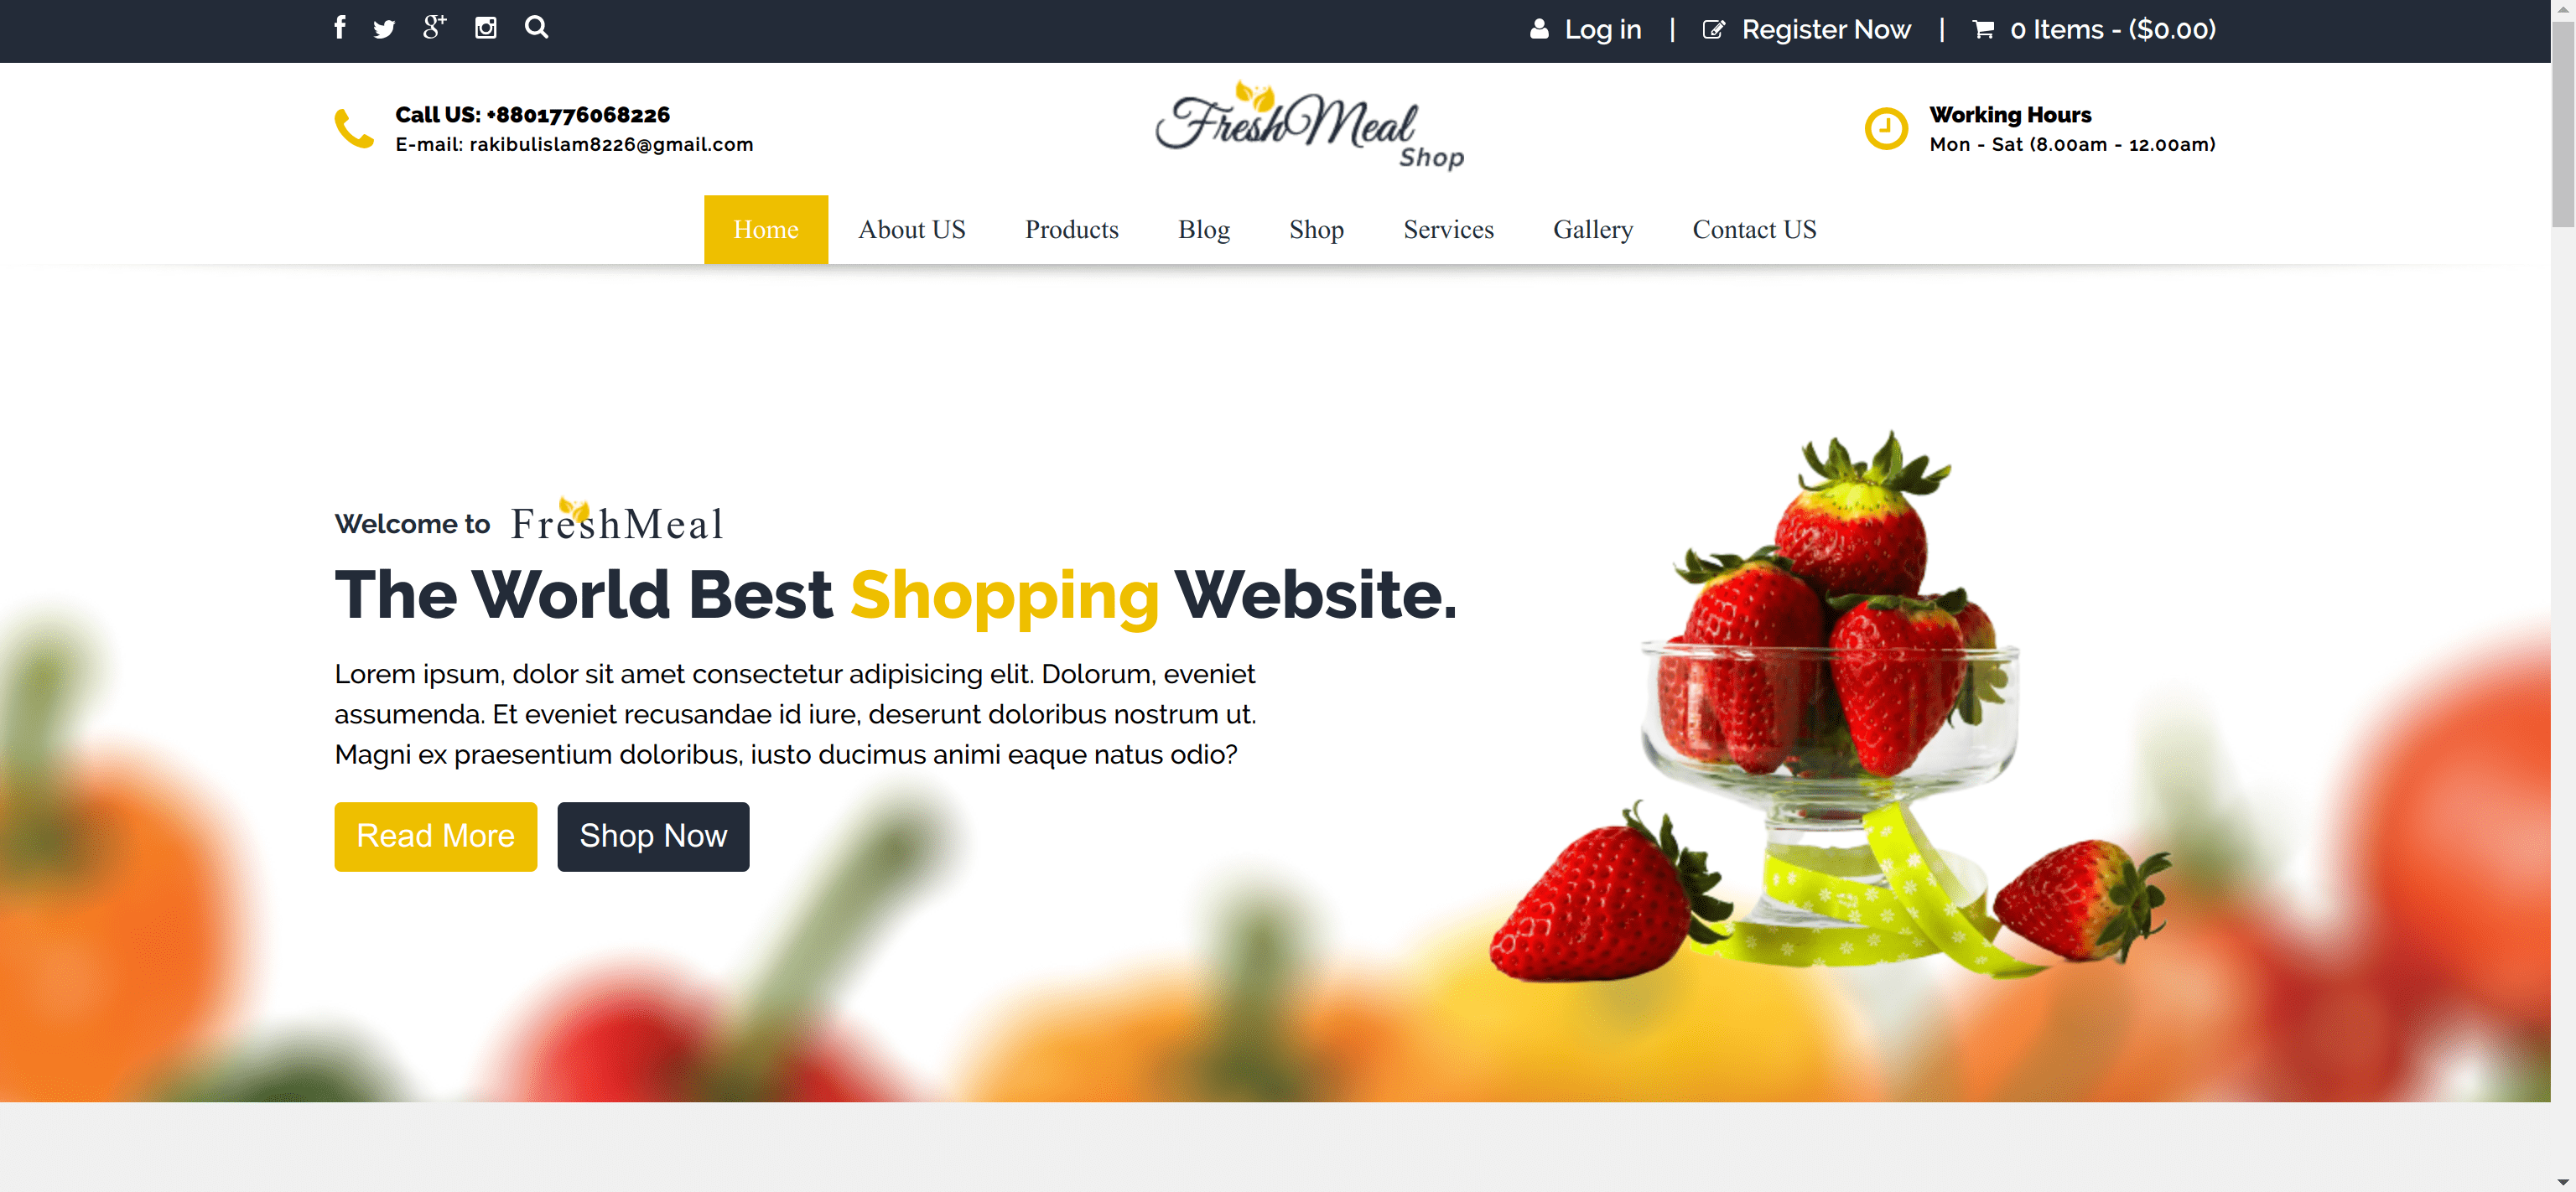 Log in | Register Now | 0 Items - ($0.00)
Call US: +8801776068226
E-mail: rakibulislam8226@gmail.com
FreshMeal
Shop
Working Hours
Mon - Sat (8.00am - 12.00am)
Home About US Products Blog Shop Services Gallery Contact US
Welcome to FreshMeal
The World Best Shopping Website.
Lorem ipsum, dolor sit amet consectetur adipisicing elit. Dolorum, eveniet
assumenda. Et eveniet recusandae id iure, deserunt doloribus nostrum ut.
Magni ex praesentium doloribus, iusto ducimus animi eaque natus odio?
Read More Shop Now